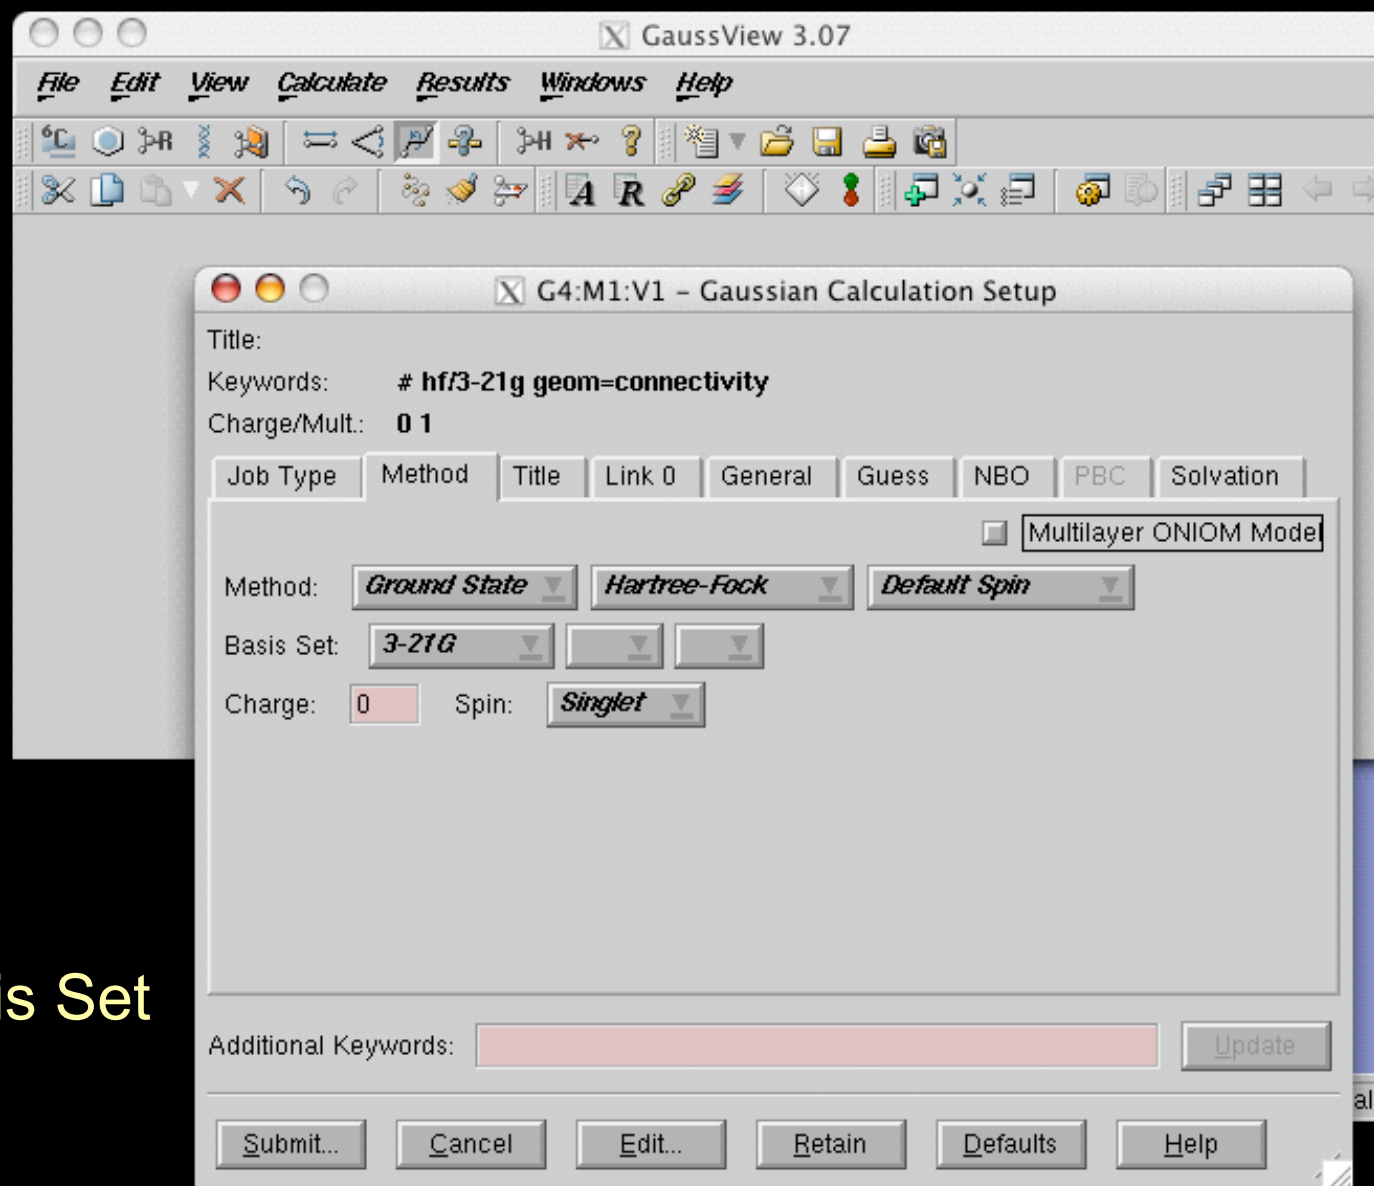 GaussView 3.07
File Edit View Calculate Results Windows Help
G4:M1:V1 – Gaussian Calculation Setup
Title:
Keywords: # hf/3-21g geom=connectivity
Charge/Mult.: 0 1
Job Type Method Title Link 0 General Guess NBO PBC Solvation
Multilayer ONIOM Model
Method: Ground State Hartree-Fock Default Spin
Basis Set: 3-21G
Charge: 0 Spin: Singlet
is Set
Additional Keywords: Update
al
Submit... Cancel Edit... Retain Defaults Help